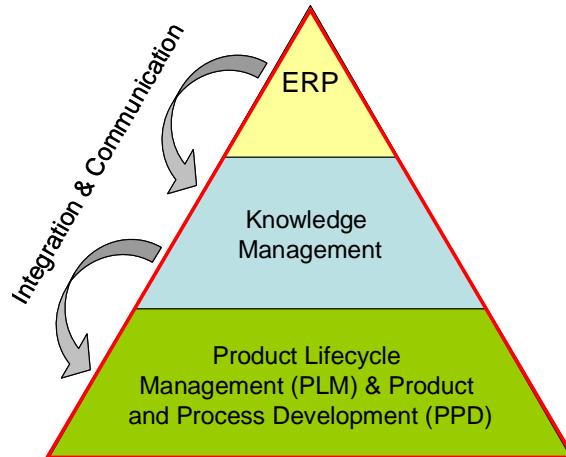 ERP
Integration & Communication
Knowledge
Management
Product Lifecycle
Management (PLM) & Product
and Process Development (PPD)